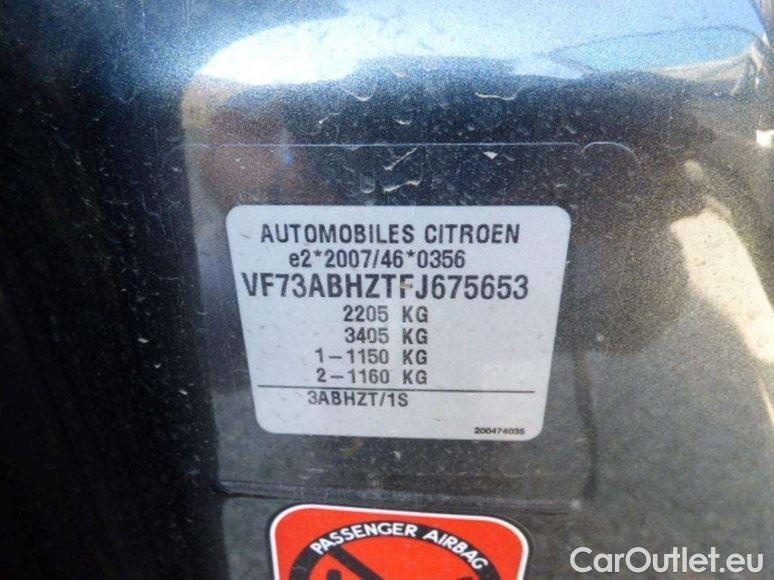 AUTOMOBILES CITROEN
e2*2007/46*0356
VF73ABHZTFJ675653
2205 KG
3405 KG
1-1150 KG
2-1160 KG
3ABHZT/1S
200474035
PASSENGER AIRBAG
CarOutlet.eu